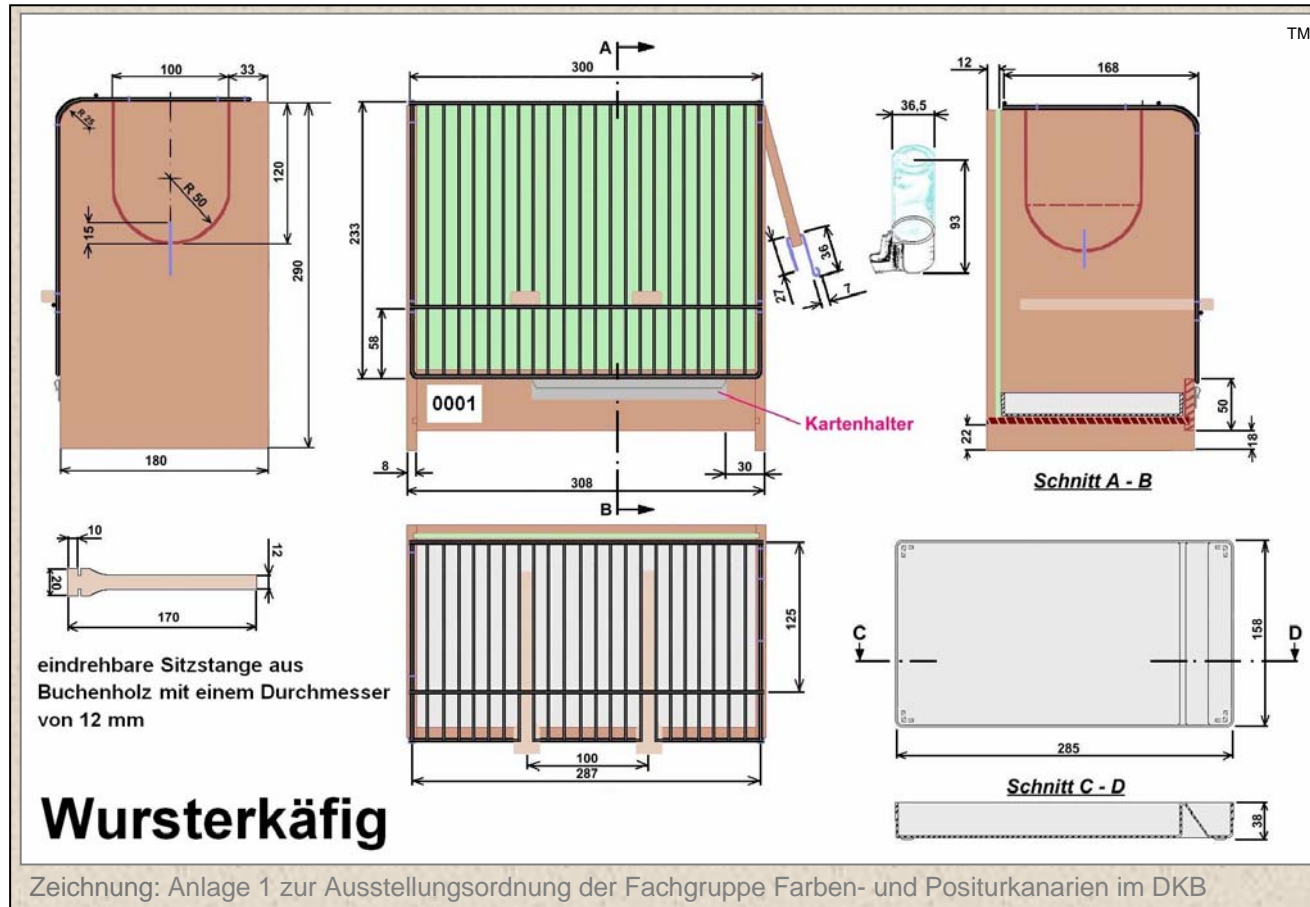 TM
100
33
R 25
120
R 50
15
290
180
A
300
233
58
36
27
7
0001
Kartenhalter
8
30
308
B
36,5
93
12
168
50
22
18
Schnitt A - B
10
20
12
170
eindrehbare Sitzstange aus
Buchenholz mit einem Durchmesser
von 12 mm
125
100
287
C
D
158
285
Schnitt C - D
38
Wursterkäfig
Zeichnung: Anlage 1 zur Ausstellungsordnung der Fachgruppe Farben- und Positurkanarien im DKB